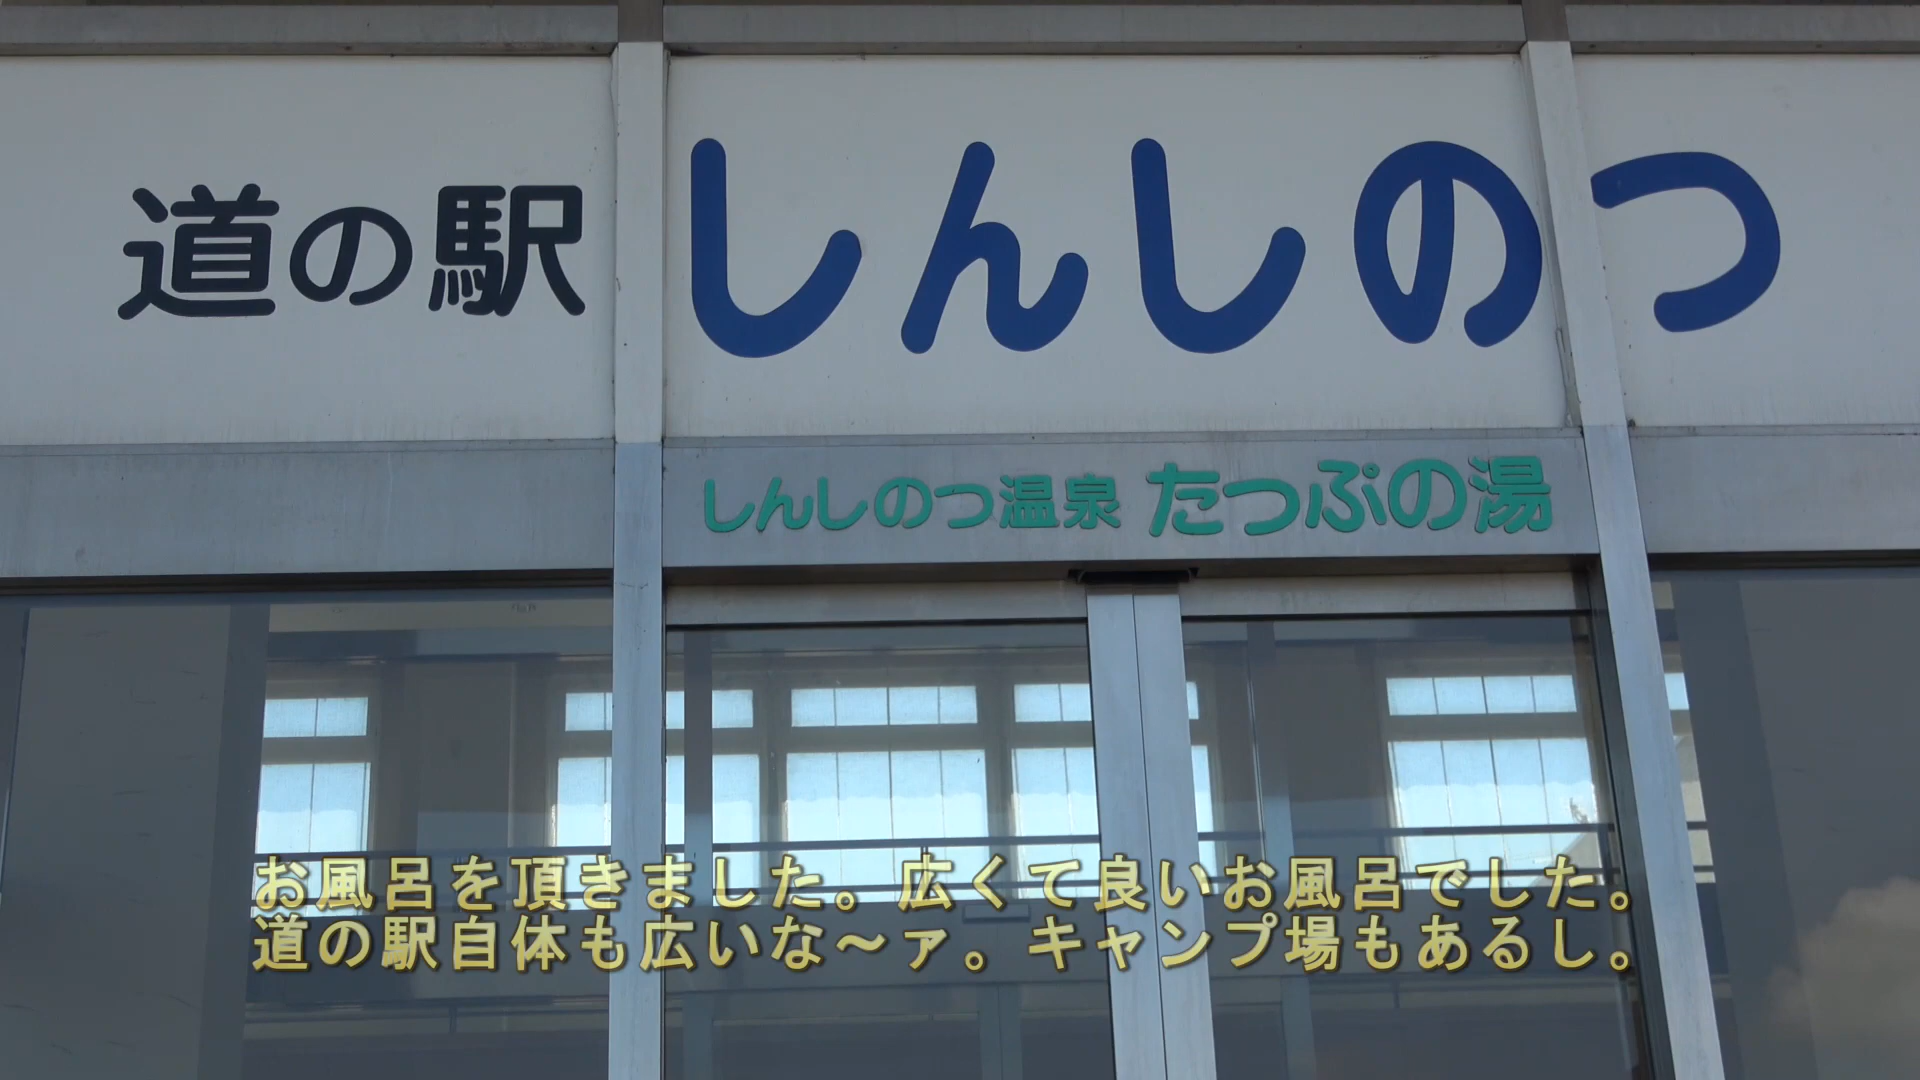 道の駅 しんしのつ
しんしのつ温泉 たっぷの湯
お風呂を頂きました。広くて良いお風呂でした。
道の駅自体も広いな～ァ。キャンプ場もあるし。